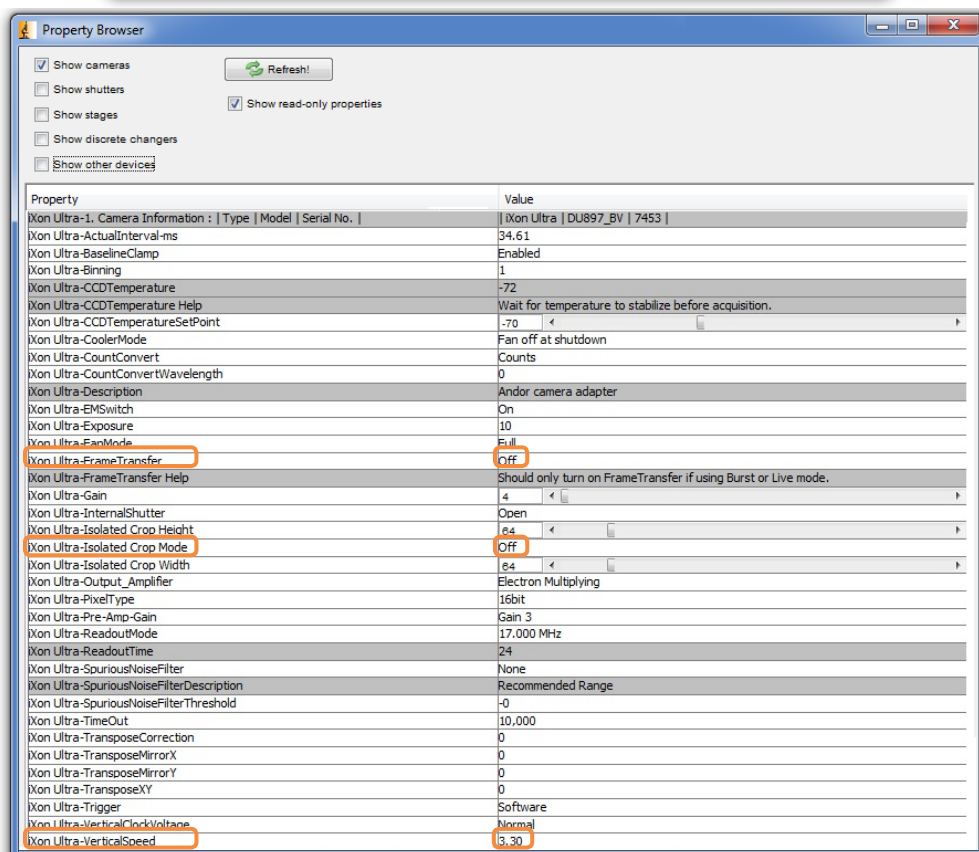 Property Browser
Show cameras
Refresh!
Show shutters
Show read-only properties
Show stages
Show discrete changers
Show other devices
Property Value
iXon Ultra-1. Camera Information : | Type | Model | Serial No. | | iXon Ultra | DU897_BV | 7453 |
iXon Ultra-ActualInterval-ms 34.61
iXon Ultra-BaselineClamp Enabled
iXon Ultra-Binning 1
iXon Ultra-CCDTemperature -72
iXon Ultra-CCDTemperature Help Wait for temperature to stabilize before acquisition.
iXon Ultra-CCDTemperatureSetPoint -70
iXon Ultra-CoolerMode Fan off at shutdown
iXon Ultra-CountConvert Counts
iXon Ultra-CountConvertWavelength 0
iXon Ultra-Description Andor camera adapter
iXon Ultra-EMSwitch On
iXon Ultra-Exposure 10
iXon Ultra-FanMode Full
iXon Ultra-FrameTransfer Off
iXon Ultra-FrameTransfer Help Should only turn on FrameTransfer if using Burst or Live mode.
iXon Ultra-Gain 4
iXon Ultra-InternalShutter Open
iXon Ultra-Isolated Crop Height 64
iXon Ultra-Isolated Crop Mode Off
iXon Ultra-Isolated Crop Width 64
iXon Ultra-Output_Amplifier Electron Multiplying
iXon Ultra-PixelType 16bit
iXon Ultra-Pre-Amp-Gain Gain 3
iXon Ultra-ReadoutMode 17.000 MHz
iXon Ultra-ReadoutTime 24
iXon Ultra-SpuriousNoiseFilter None
iXon Ultra-SpuriousNoiseFilterDescription Recommended Range
iXon Ultra-SpuriousNoiseFilterThreshold -0
iXon Ultra-TimeOut 10,000
iXon Ultra-TransposeCorrection 0
iXon Ultra-TransposeMirrorX 0
iXon Ultra-TransposeMirrorY 0
iXon Ultra-TransposeXY 0
iXon Ultra-Trigger Software
iXon Ultra-VerticalClockVoltage Normal
iXon Ultra-VerticalSpeed 3.30